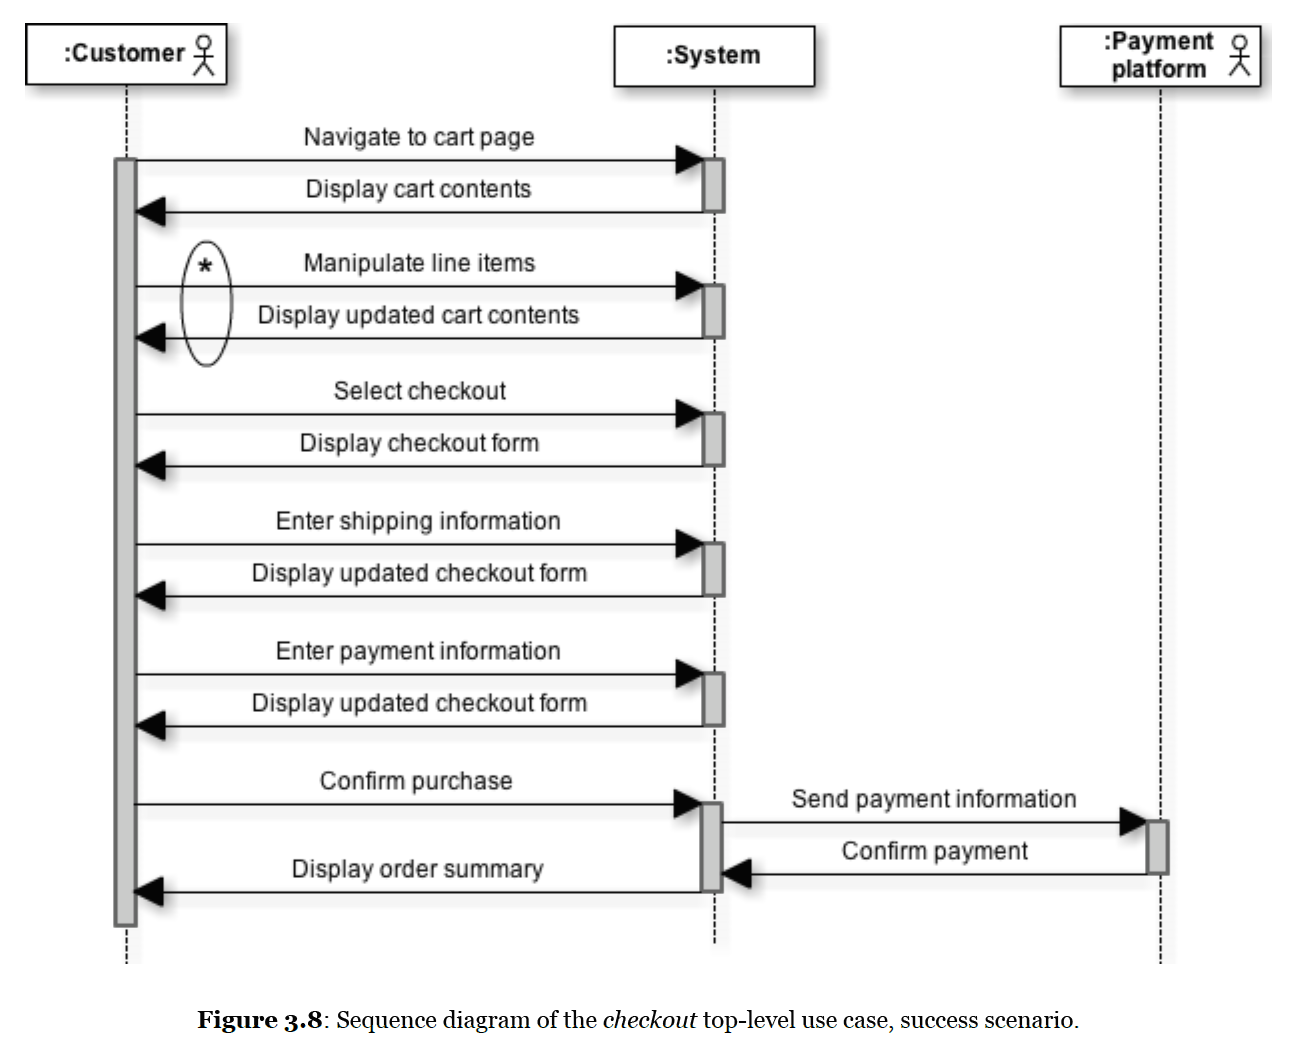 :Customer
:System
:Payment
platform
Navigate to cart page
Display cart contents
*
Manipulate line items
Display updated cart contents
Select checkout
Display checkout form
Enter shipping information
Display updated checkout form
Enter payment information
Display updated checkout form
Confirm purchase
Send payment information
Confirm payment
Display order summary
Figure 3.8: Sequence diagram of the checkout top-level use case, success scenario.